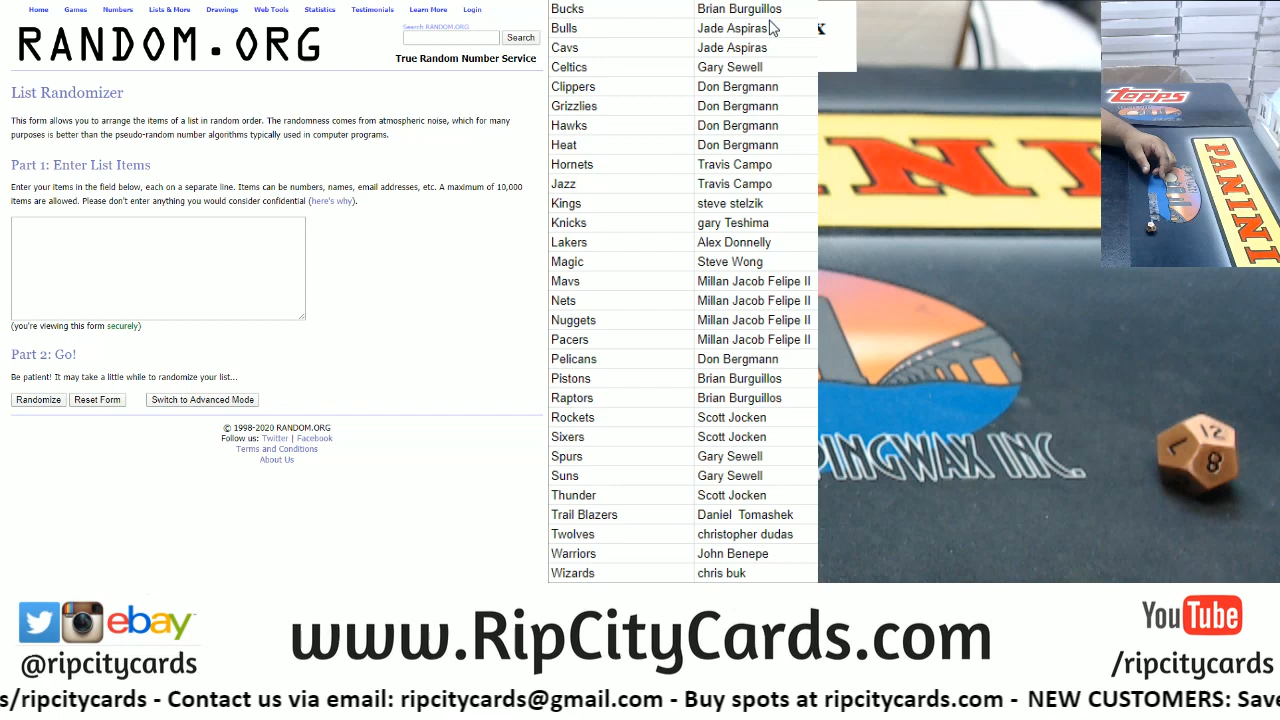 Home Games Numbers Lists & More Drawings Web Tools Statistics Testimonials Learn More Login
RANDOM.ORG
Search RANDOM.ORG
Search
True Random Number Service
List Randomizer
This form allows you to arrange the items of a list in random order. The randomness comes from atmospheric noise, which for many
purposes is better than the pseudo-random number algorithms typically used in computer programs.
Part 1: Enter List Items
Enter your items in the field below, each on a separate line. Items can be numbers, names, email addresses, etc. A maximum of 10,000
items are allowed. Please don't enter anything you would consider confidential (here's why).
(you're viewing this form securely)
Part 2: Go!
Be patient! It may take a little while to randomize your list...
Randomize Reset Form Switch to Advanced Mode
© 1998-2020 RANDOM.ORG
Follow us: Twitter | Facebook
Terms and Conditions
About Us
Bucks Brian Burguillos
Bulls Jade Aspiras
Cavs Jade Aspiras
Celtics Gary Sewell
Clippers Don Bergmann
Grizzlies Don Bergmann
Hawks Don Bergmann
Heat Don Bergmann
Hornets Travis Campo
Jazz Travis Campo
Kings steve stelzik
Knicks gary Teshima
Lakers Alex Donnelly
Magic Steve Wong
Mavs Millan Jacob Felipe II
Nets Millan Jacob Felipe II
Nuggets Millan Jacob Felipe II
Pacers Millan Jacob Felipe II
Pelicans Don Bergmann
Pistons Brian Burguillos
Raptors Brian Burguillos
Rockets Scott Jocken
Sixers Scott Jocken
Spurs Gary Sewell
Suns Gary Sewell
Thunder Scott Jocken
Trail Blazers Daniel Tomashek
Twolves christopher dudas
Warriors John Benepe
Wizards chris buk
Topps
PANINI
PINGWAX INC.
12
7
8
ebay
@ripcitycards
www.RipCityCards.com
YouTube
/ripcitycards
s/ripcitycards - Contact us via email: ripcitycards@gmail.com - Buy spots at ripcitycards.com - NEW CUSTOMERS: Save